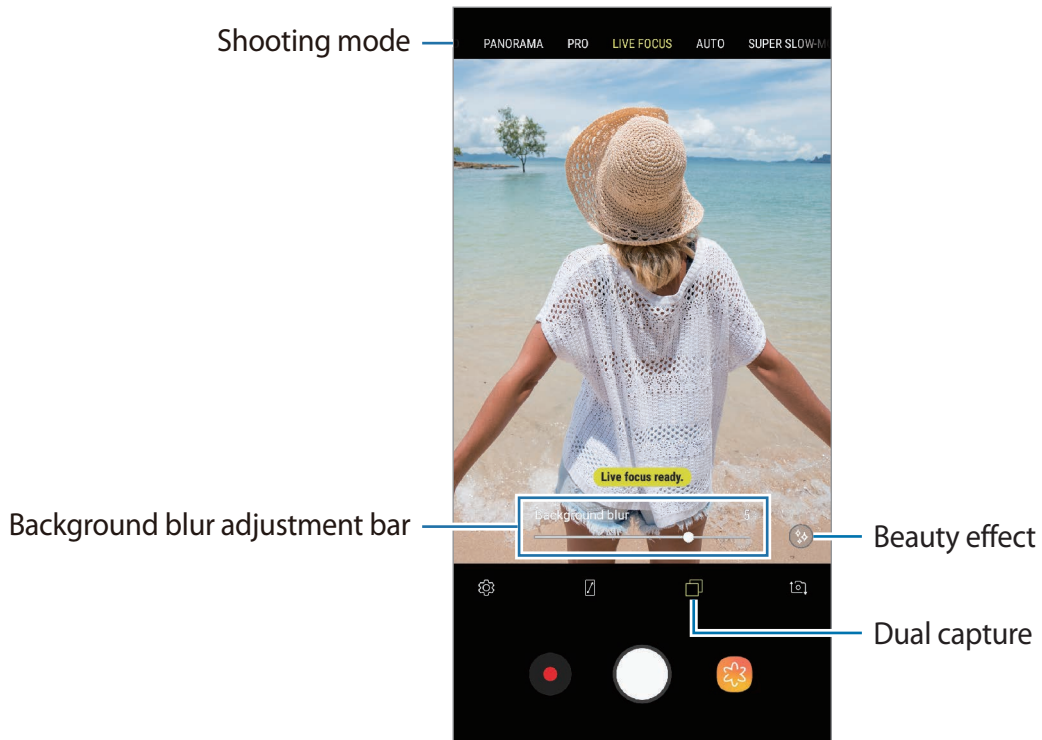 Shooting mode
PANORAMA PRO LIVE FOCUS AUTO SUPER SLOW-M
Live focus ready.
Background blur 5
Background blur adjustment bar
Beauty effect
Dual capture